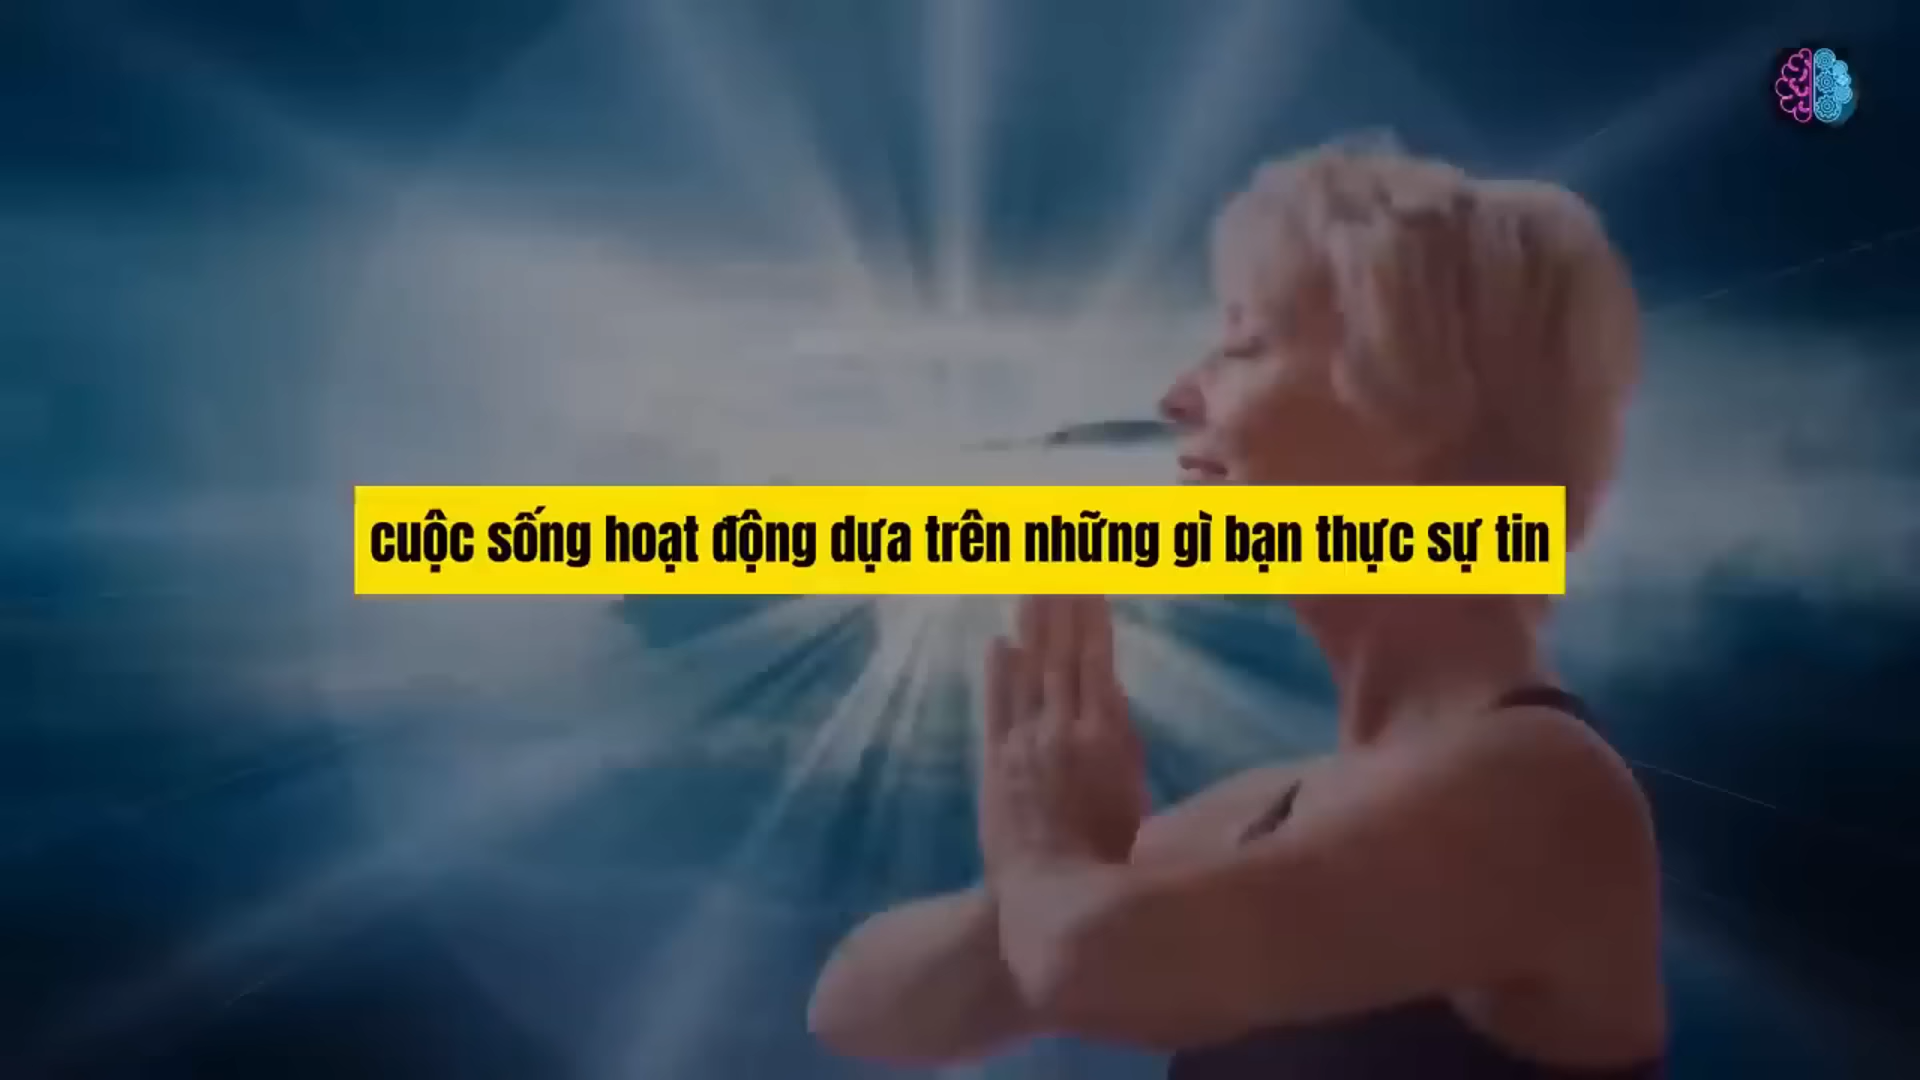 cuộc sống hoạt động dựa trên những gì bạn thực sự tin